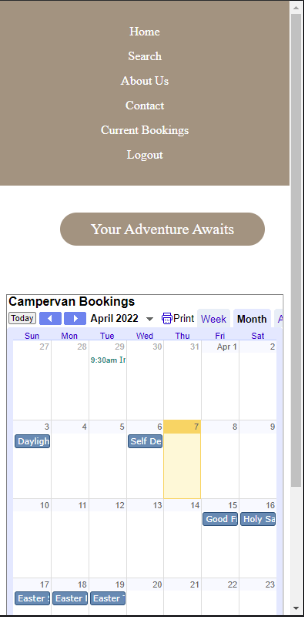 Home
Search
About Us
Contact
Current Bookings
Logout
Your Adventure Awaits
Campervan Bookings
Today April 2022 Print Week Month A
Sun Mon Tue Wed Thu Fri Sat
27 28 29 30 31 Apr 1 2
9:30am
3 4 5 6 7 8 9
Dayligh Self De
10 11 12 13 14 15 16
Good F Holy Sa
17 18 19 20 21 22 23
Easter Easter Easter